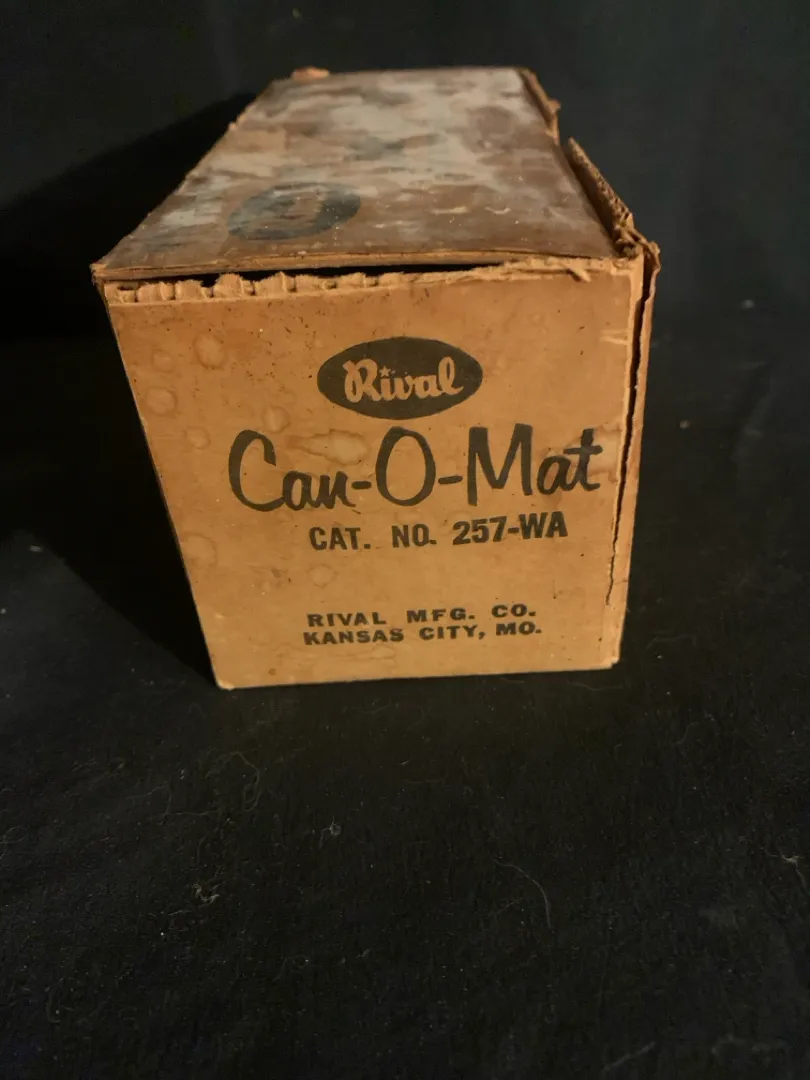 Rival
Can-O-Mat
CAT. NO. 257-WA
RIVAL MFG. CO.
KANSAS CITY, MO.